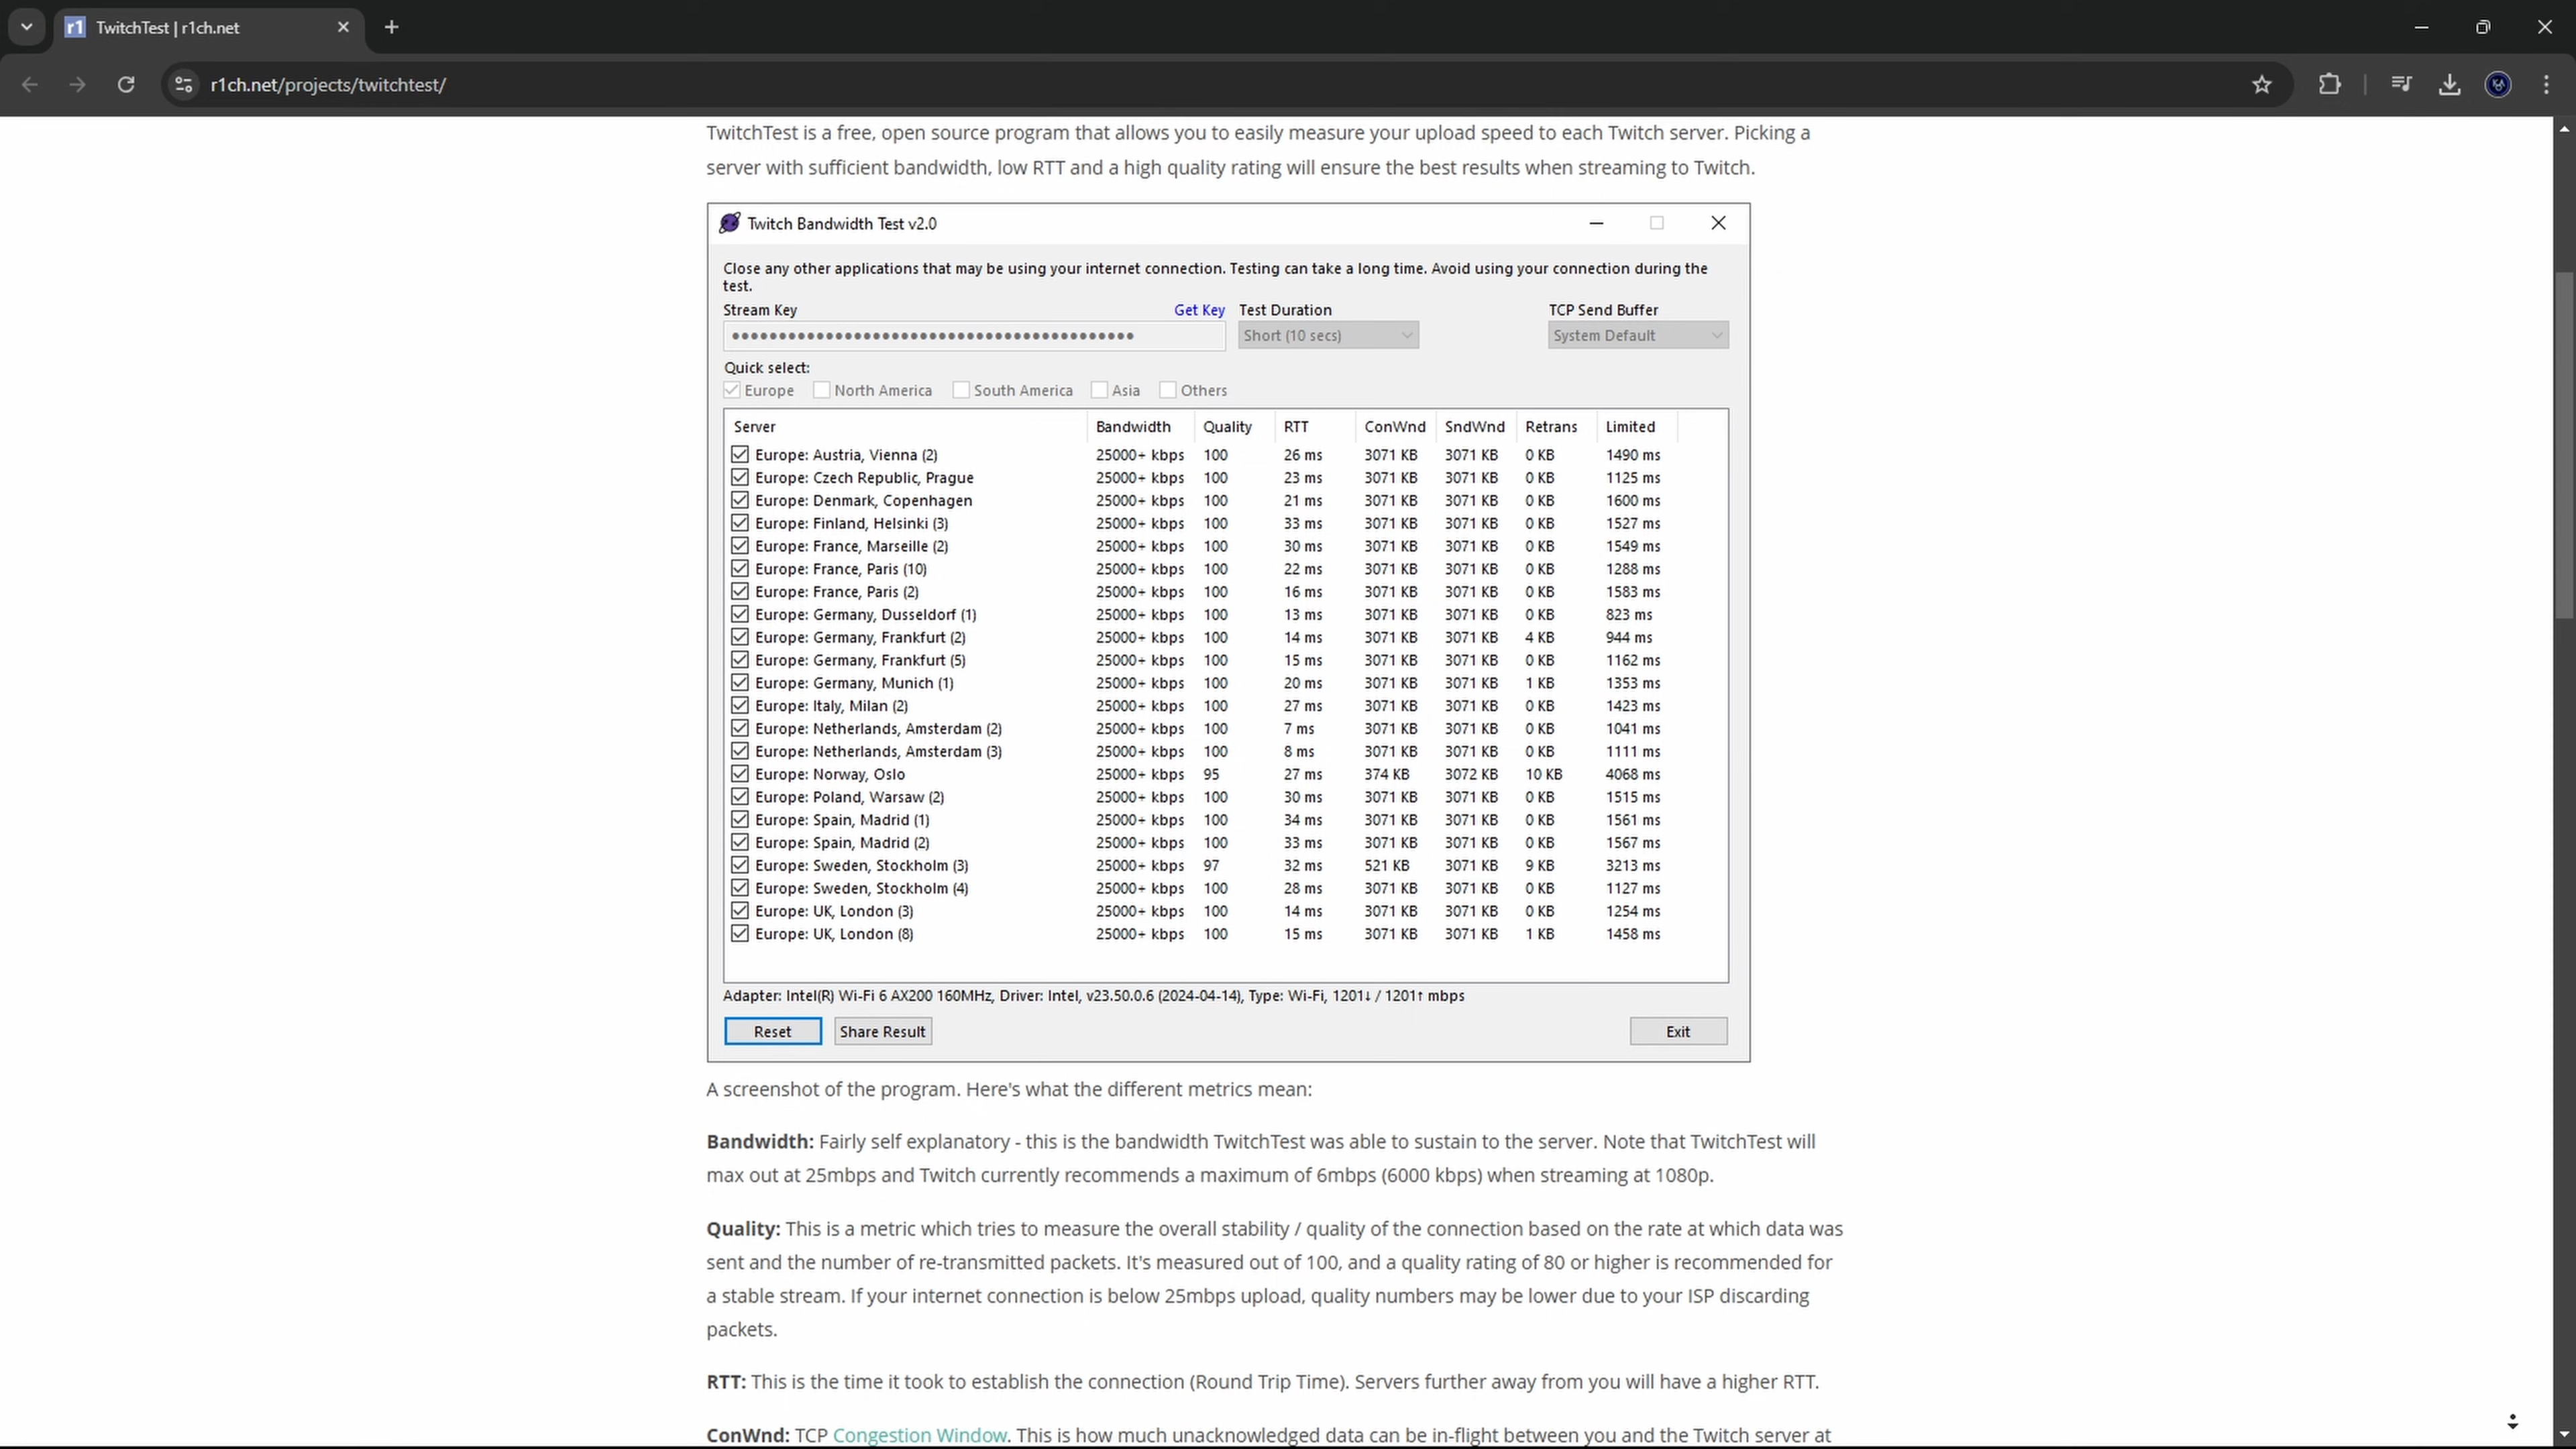 r1 TwitchTest | r1ch.net
r1ch.net/projects/twitchtest/
TwitchTest is a free, open source program that allows you to easily measure your upload speed to each Twitch server. Picking a
server with sufficient bandwidth, low RTT and a high quality rating will ensure the best results when streaming to Twitch.
Twitch Bandwidth Test v2.0
Close any other applications that may be using your internet connection. Testing can take a long time. Avoid using your connection during the
test.
Stream Key Get Key Test Duration TCP Send Buffer
Short (10 secs) System Default
Quick select:
Europe North America South America Asia Others
Server Bandwidth Quality RTT ConWnd SndWnd Retrans Limited
Europe: Austria, Vienna (2) 25000+ kbps 100 26 ms 3071 KB 3071 KB 0 KB 1490 ms
Europe: Czech Republic, Prague 25000+ kbps 100 23 ms 3071 KB 3071 KB 0 KB 1125 ms
Europe: Denmark, Copenhagen 25000+ kbps 100 21 ms 3071 KB 3071 KB 0 KB 1600 ms
Europe: Finland, Helsinki (3) 25000+ kbps 100 33 ms 3071 KB 3071 KB 0 KB 1527 ms
Europe: France, Marseille (2) 25000+ kbps 100 30 ms 3071 KB 3071 KB 0 KB 1549 ms
Europe: France, Paris (10) 25000+ kbps 100 22 ms 3071 KB 3071 KB 0 KB 1288 ms
Europe: France, Paris (2) 25000+ kbps 100 16 ms 3071 KB 3071 KB 0 KB 1583 ms
Europe: Germany, Dusseldorf (1) 25000+ kbps 100 13 ms 3071 KB 3071 KB 0 KB 823 ms
Europe: Germany, Frankfurt (2) 25000+ kbps 100 14 ms 3071 KB 3071 KB 4 KB 944 ms
Europe: Germany, Frankfurt (5) 25000+ kbps 100 15 ms 3071 KB 3071 KB 0 KB 1162 ms
Europe: Germany, Munich (1) 25000+ kbps 100 20 ms 3071 KB 3071 KB 1 KB 1353 ms
Europe: Italy, Milan (2) 25000+ kbps 100 27 ms 3071 KB 3071 KB 0 KB 1423 ms
Europe: Netherlands, Amsterdam (2) 25000+ kbps 100 7 ms 3071 KB 3071 KB 0 KB 1041 ms
Europe: Netherlands, Amsterdam (3) 25000+ kbps 100 8 ms 3071 KB 3071 KB 0 KB 1111 ms
Europe: Norway, Oslo 25000+ kbps 95 27 ms 374 KB 3072 KB 10 KB 4068 ms
Europe: Poland, Warsaw (2) 25000+ kbps 100 30 ms 3071 KB 3071 KB 0 KB 1515 ms
Europe: Spain, Madrid (1) 25000+ kbps 100 34 ms 3071 KB 3071 KB 0 KB 1561 ms
Europe: Spain, Madrid (2) 25000+ kbps 100 33 ms 3071 KB 3071 KB 0 KB 1567 ms
Europe: Sweden, Stockholm (3) 25000+ kbps 97 32 ms 521 KB 3071 KB 9 KB 3213 ms
Europe: Sweden, Stockholm (4) 25000+ kbps 100 28 ms 3071 KB 3071 KB 0 KB 1127 ms
Europe: UK, London (3) 25000+ kbps 100 14 ms 3071 KB 3071 KB 0 KB 1254 ms
Europe: UK, London (8) 25000+ kbps 100 15 ms 3071 KB 3071 KB 1 KB 1458 ms
Adapter: Intel(R) Wi-Fi 6 AX200 160MHz, Driver: Intel, v23.50.0.6 (2024-04-14), Type: Wi-Fi, 1201↓ / 1201↑ mbps
Reset Share Result Exit
A screenshot of the program. Here's what the different metrics mean:
Bandwidth: Fairly self explanatory - this is the bandwidth TwitchTest was able to sustain to the server. Note that TwitchTest will
max out at 25mbps and Twitch currently recommends a maximum of 6mbps (6000 kbps) when streaming at 1080p.
Quality: This is a metric which tries to measure the overall stability / quality of the connection based on the rate at which data was
sent and the number of re-transmitted packets. It's measured out of 100, and a quality rating of 80 or higher is recommended for
a stable stream. If your internet connection is below 25mbps upload, quality numbers may be lower due to your ISP discarding
packets.
RTT: This is the time it took to establish the connection (Round Trip Time). Servers further away from you will have a higher RTT.
ConWnd: TCP Congestion Window. This is how much unacknowledged data can be in-flight between you and the Twitch server at